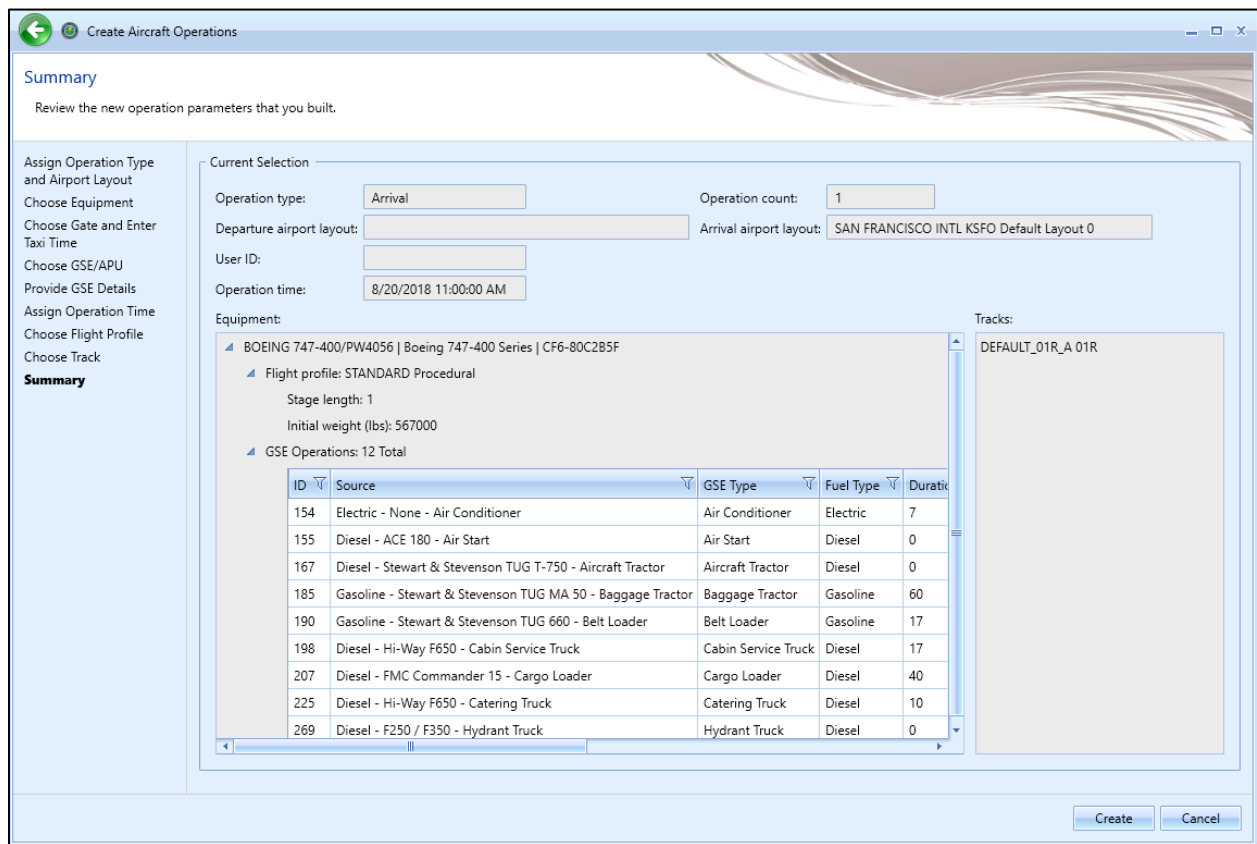 Create Aircraft Operations
Summary
Review the new operation parameters that you built.
Assign Operation Type
and Airport Layout
Choose Equipment
Choose Gate and Enter
Taxi Time
Choose GSE/APU
Provide GSE Details
Assign Operation Time
Choose Flight Profile
Choose Track
Summary
Current Selection
Operation type: Arrival Operation count: 1
Departure airport layout: Arrival airport layout: SAN FRANCISCO INTL KSFO Default Layout 0
User ID:
Operation time: 8/20/2018 11:00:00 AM
Equipment: Tracks:
BOEING 747-400/PW4056 | Boeing 747-400 Series | CF6-80C2B5F DEFAULT_01R_A 01R
Flight profile: STANDARD Procedural
Stage length: 1
Initial weight (lbs): 567000
GSE Operations: 12 Total
ID Source GSE Type Fuel Type Duratic
154 Electric - None - Air Conditioner Air Conditioner Electric 7
155 Diesel - ACE 180 - Air Start Air Start Diesel 0
167 Diesel - Stewart & Stevenson TUG T-750 - Aircraft Tractor Aircraft Tractor Diesel 0
185 Gasoline - Stewart & Stevenson TUG MA 50 - Baggage Tractor Baggage Tractor Gasoline 60
190 Gasoline - Stewart & Stevenson TUG 660 - Belt Loader Belt Loader Gasoline 17
198 Diesel - Hi-Way F650 - Cabin Service Truck Cabin Service Truck Diesel 17
207 Diesel - FMC Commander 15 - Cargo Loader Cargo Loader Diesel 40
225 Diesel - Hi-Way F650 - Catering Truck Catering Truck Diesel 10
269 Diesel - F250 / F350 - Hydrant Truck Hydrant Truck Diesel 0
Create Cancel